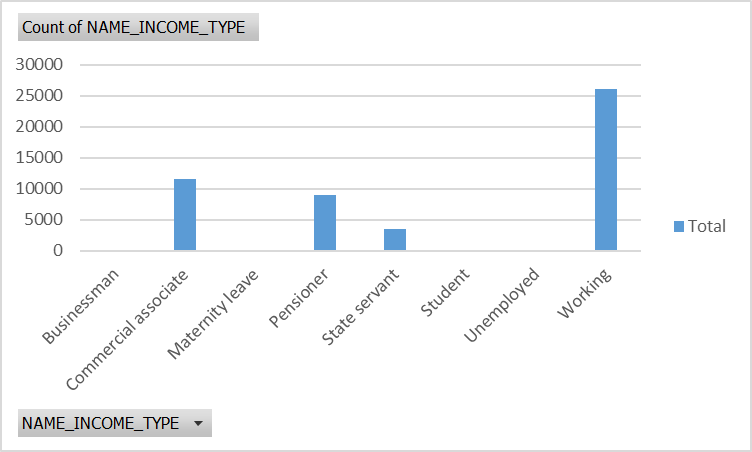 Count of NAME_INCOME_TYPE
30000
25000
20000
15000
10000
5000
0
Businessman
Commercial associate
Maternity leave
Pensioner
State servant
Student
Unemployed
Working
Total
NAME_INCOME_TYPE